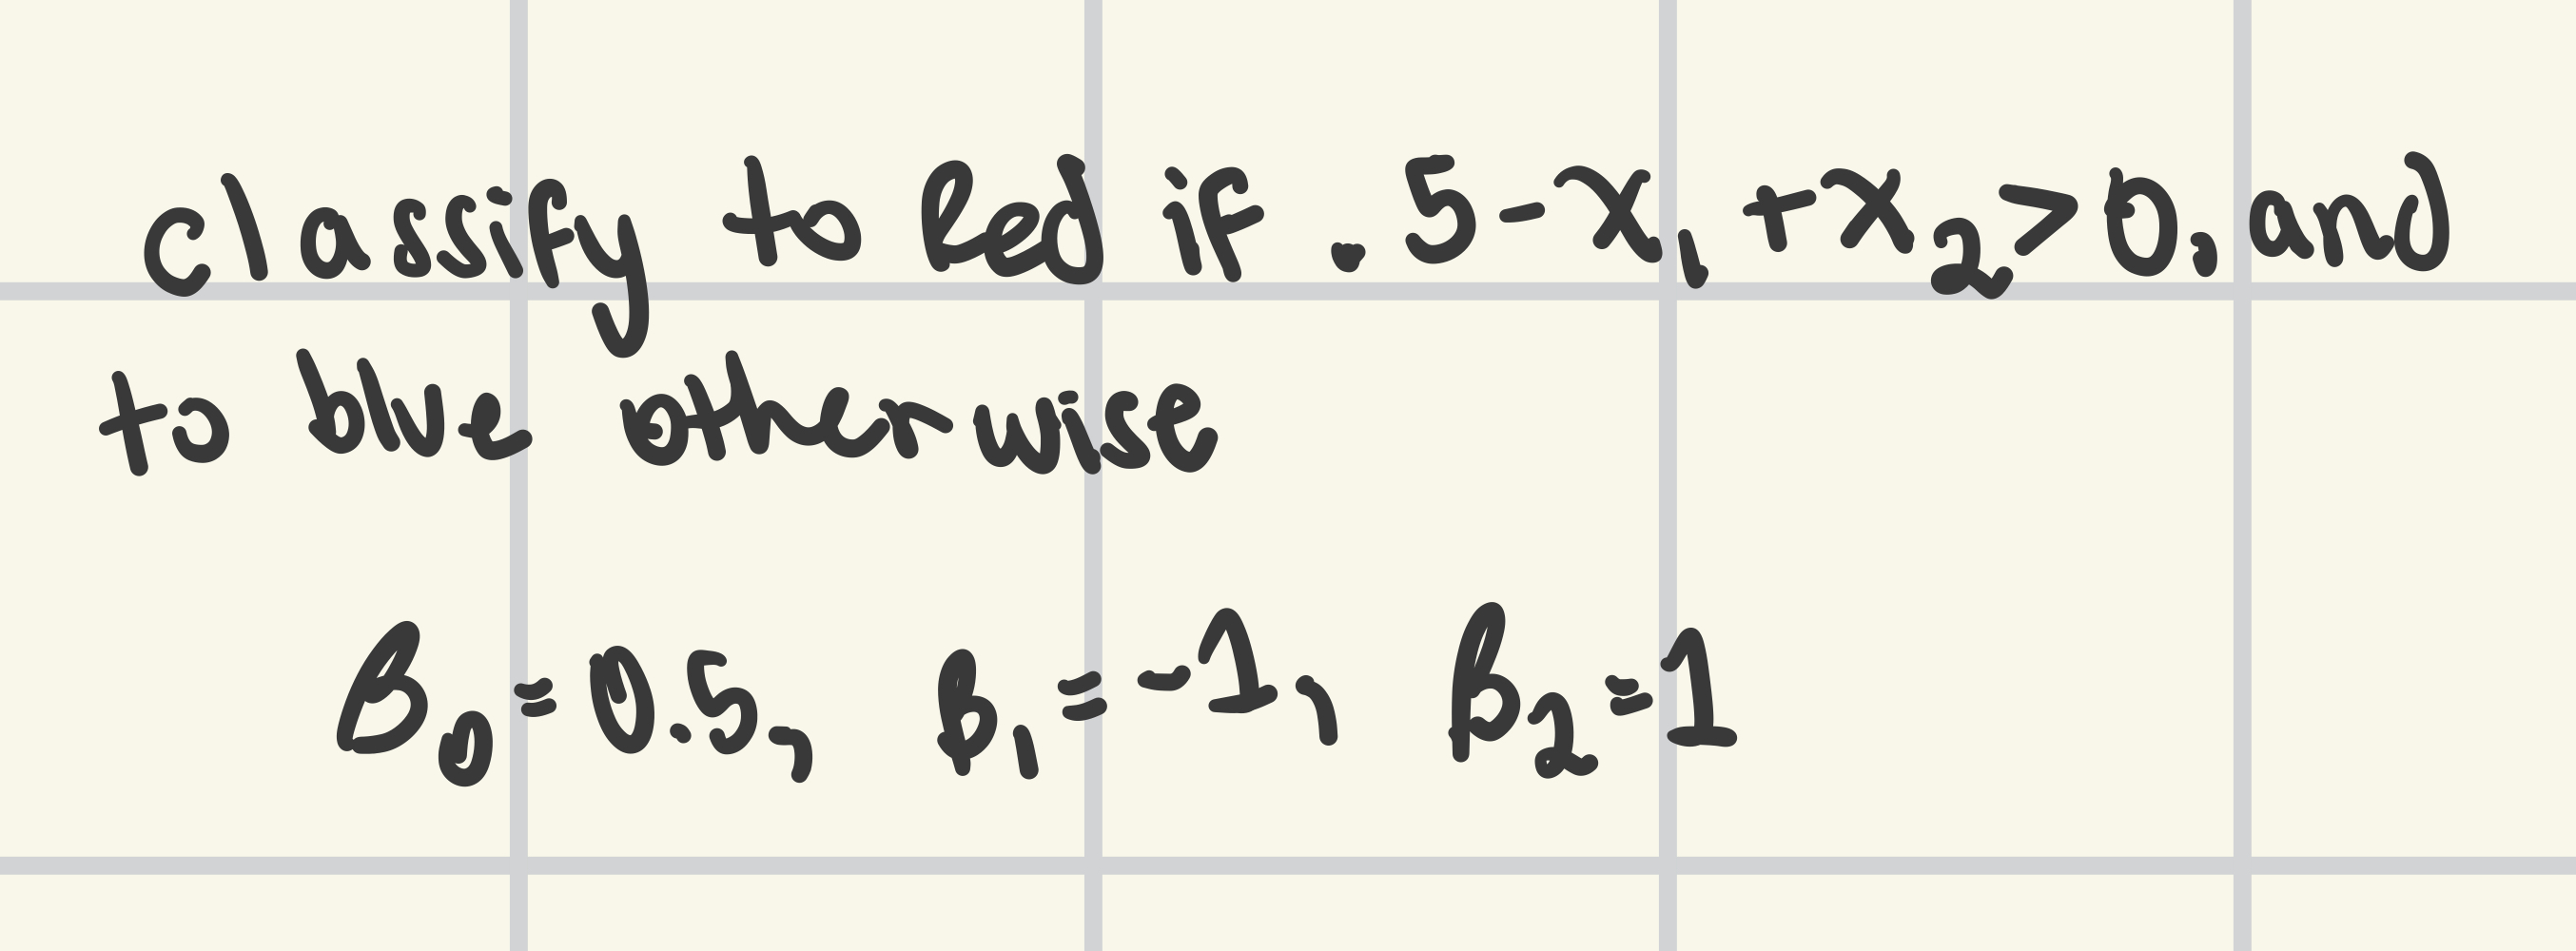 classify to Red if .5-x₁+x₂>0, and
to blue otherwise
β₀=0.5, β₁=-1, β₂=1